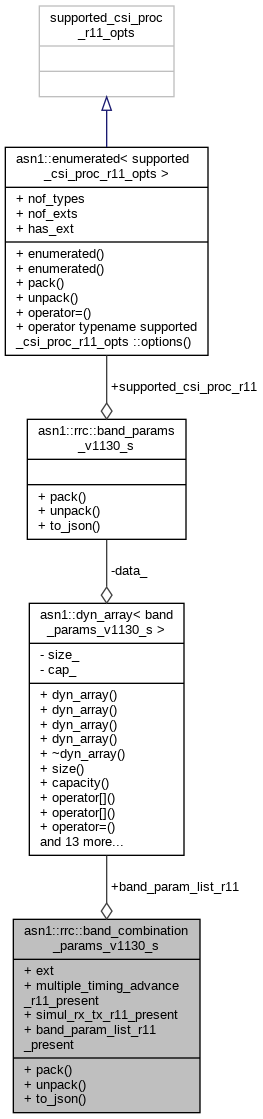 supported_csi_proc
_r11_opts
asn1::enumerated< supported
_csi_proc_r11_opts >
+ nof_types
+ nof_exts
+ has_ext
+ enumerated()
+ enumerated()
+ pack()
+ unpack()
+ operator=()
+ operator typename supported
_csi_proc_r11_opts ::options()
+supported_csi_proc_r11
asn1::rrc::band_params
_v1130_s
+ pack()
+ unpack()
+ to_json()
-data_
asn1::dyn_array< band
_params_v1130_s >
- size_
- cap_
+ dyn_array()
+ dyn_array()
+ dyn_array()
+ dyn_array()
+ ~dyn_array()
+ size()
+ capacity()
+ operator[]()
+ operator[]()
+ operator=()
and 13 more...
+band_param_list_r11
asn1::rrc::band_combination
_params_v1130_s
+ ext
+ multiple_timing_advance
_r11_present
+ simul_rx_tx_r11_present
+ band_param_list_r11
_present
+ pack()
+ unpack()
+ to_json()